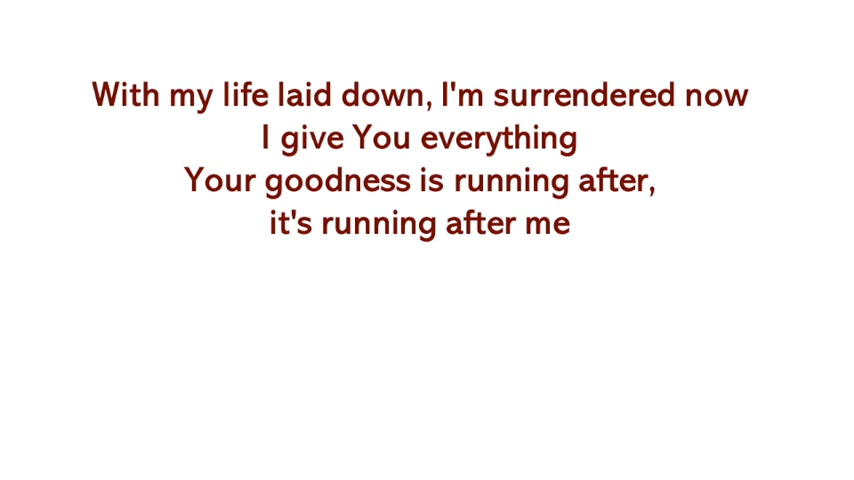 With my life laid down, I'm surrendered now
I give You everything
Your goodness is running after,
it's running after me